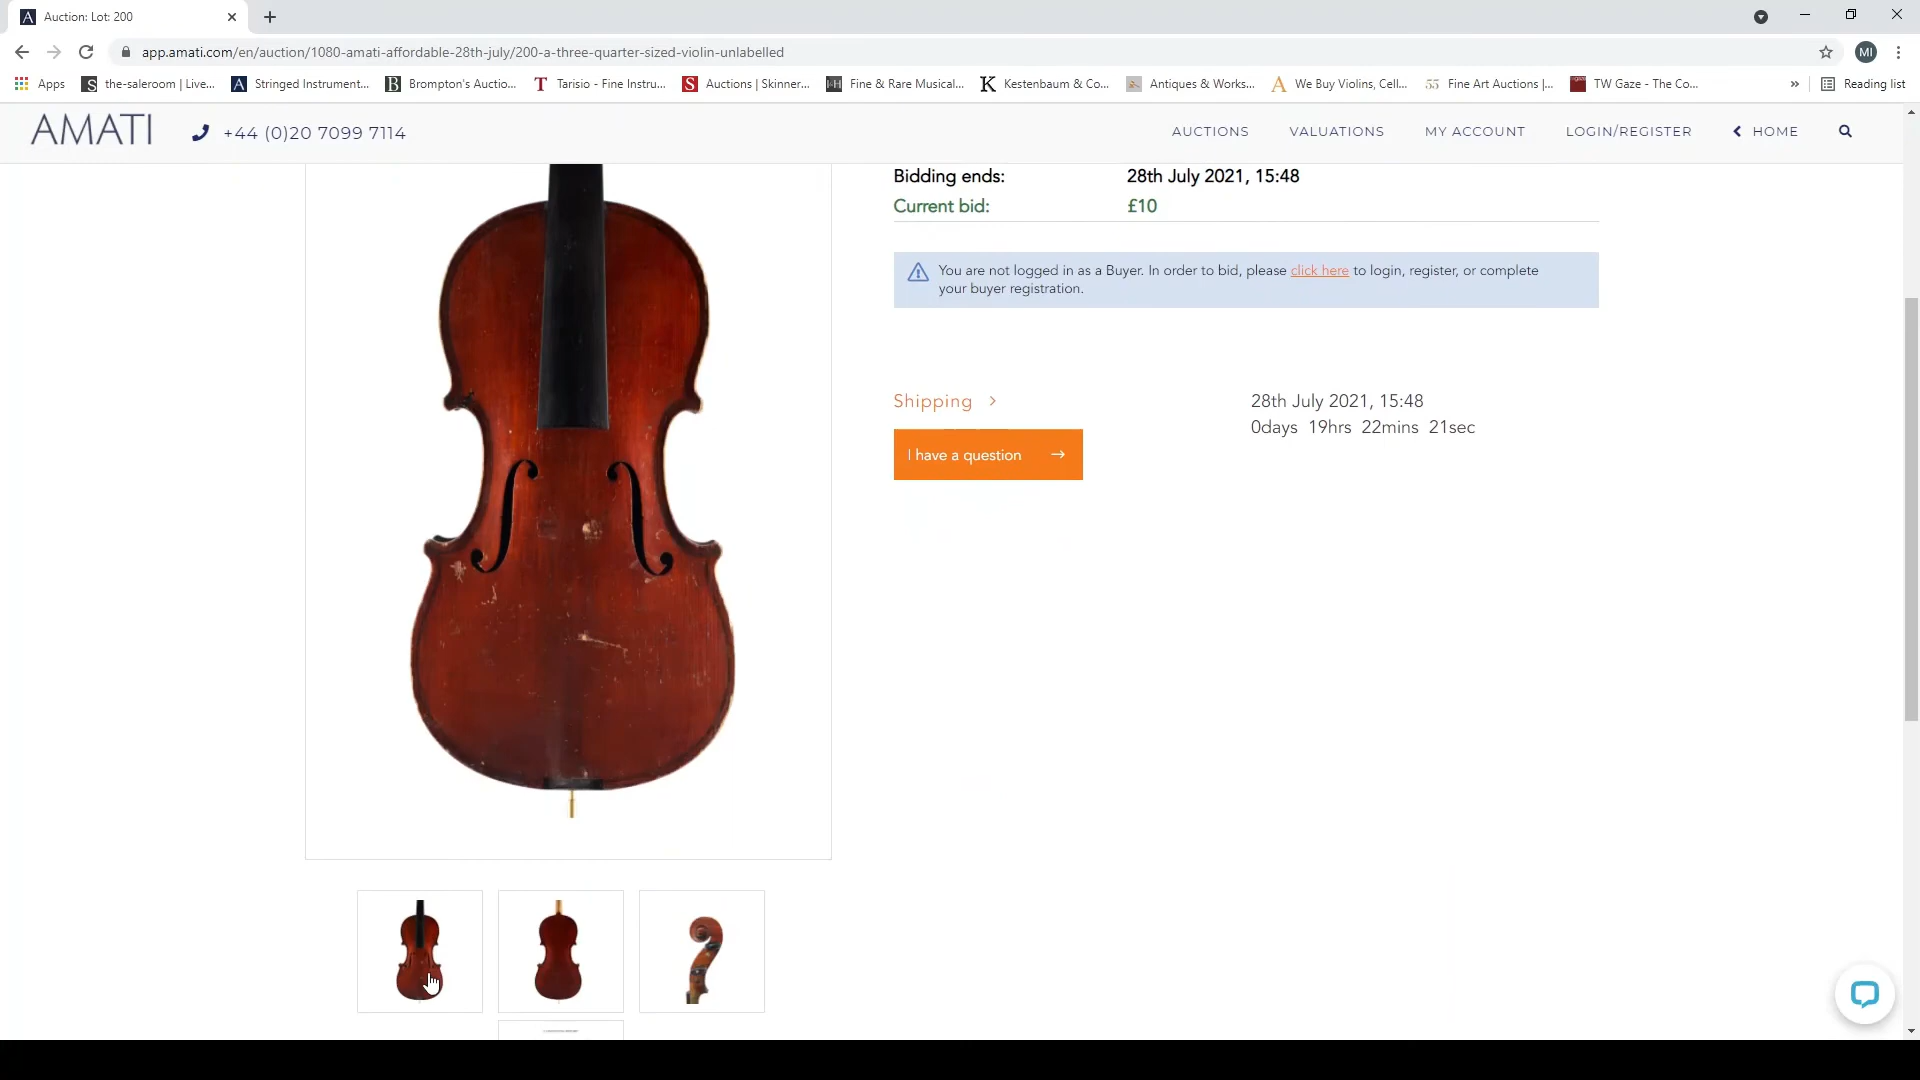 Auction: Lot: 200
MI
app.amati.com/en/auction/1080-amati-affordable-28th-july/200-a-three-quarter-sized-violin-unlabelled
Apps
the-saleroom | Live...
Stringed Instrument...
Brompton's Auctio...
Tarisio - Fine Instru...
Auctions | Skinner...
Fine & Rare Musical...
Kestenbaum & Co...
Antiques & Works...
We Buy Violins, Cell...
Fine Art Auctions |...
TW Gaze - The Co...
»
Reading list
AMATI
+44 (0)20 7099 7114
AUCTIONS
VALUATIONS
MY ACCOUNT
LOGIN/REGISTER
HOME
Bidding ends: 28th July 2021, 15:48
Current bid: £10
You are not logged in as a Buyer. In order to bid, please click here to login, register, or complete
your buyer registration.
Shipping >
28th July 2021, 15:48
0days 19hrs 22mins 21sec
I have a question →